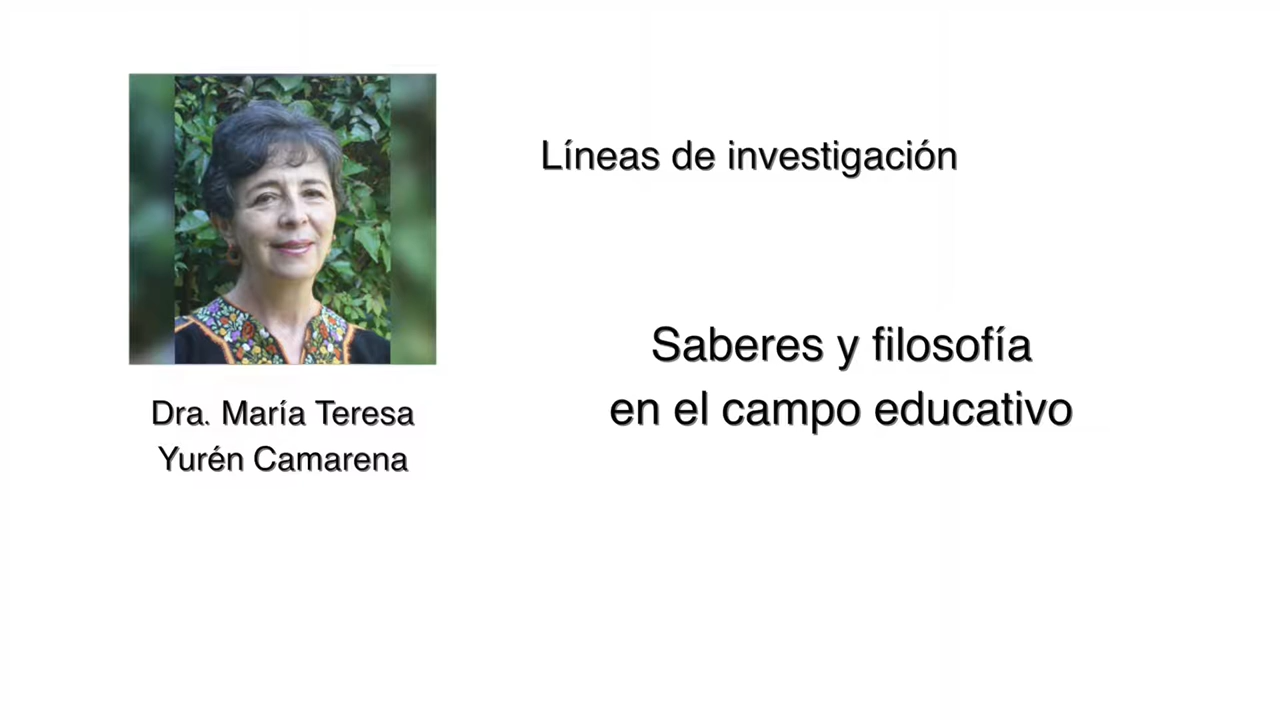 Líneas de investigación
Saberes y filosofía
en el campo educativo
Dra. María Teresa
Yurén Camarena